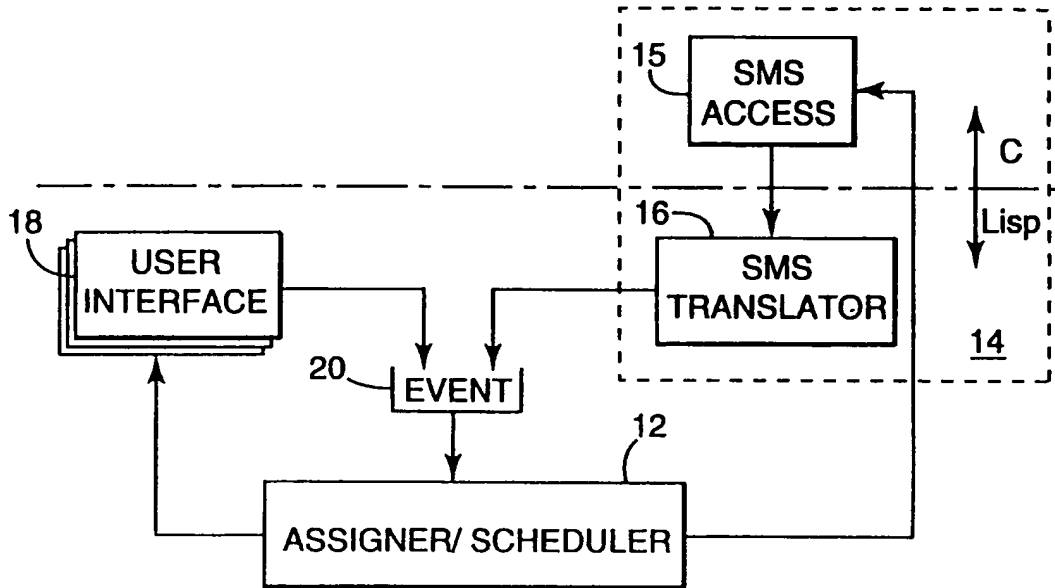 15
SMS
ACCESS
C
Lisp
18
USER
INTERFACE
16
SMS
TRANSLATOR
14
20
EVENT
12
ASSIGNER/ SCHEDULER